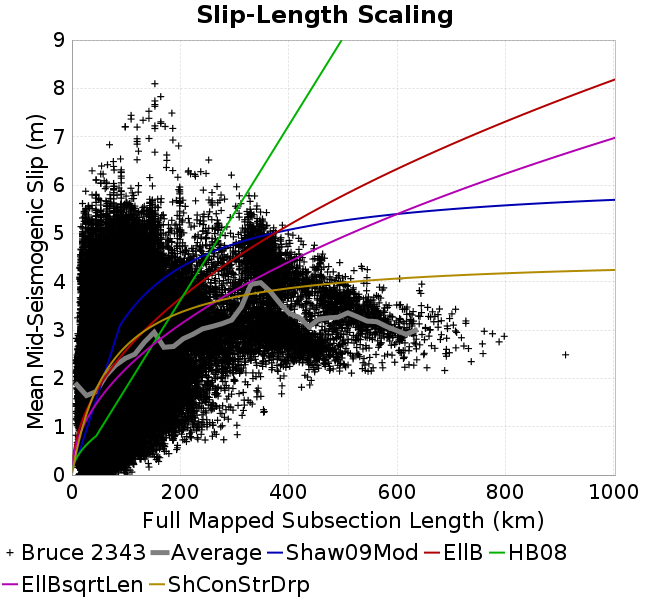 Slip-Length Scaling
Mean Mid-Seismogenic Slip (m)
9
8
7
6
5
4
3
2
1
0
0 200 400 600 800 1000
Full Mapped Subsection Length (km)
Bruce 2343 Average Shaw09Mod EllB HB08
EllBsqrtLen ShConStrDrp